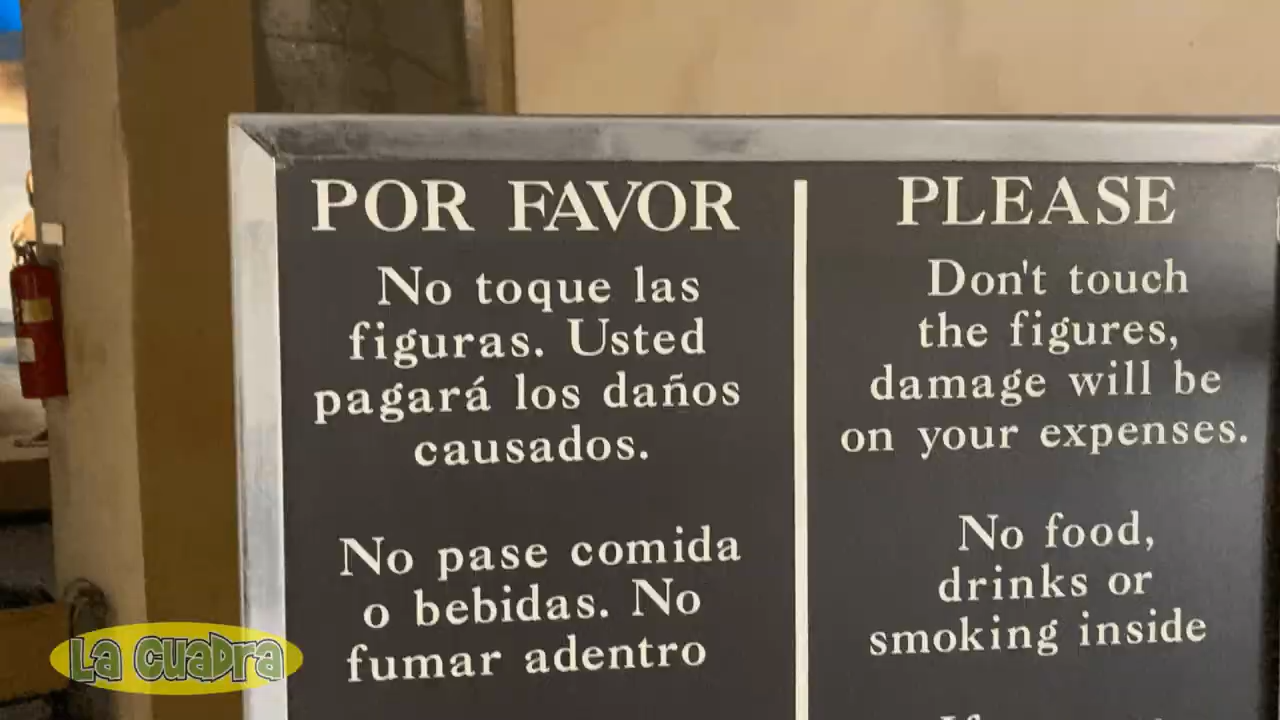 POR FAVOR
No toque las
figuras. Usted
pagará los daños
causados.
No pase comida
o bebidas. No
fumar adentro
PLEASE
Don't touch
the figures,
damage will be
on your expenses.
No food,
drinks or
smoking inside
La Cuadra